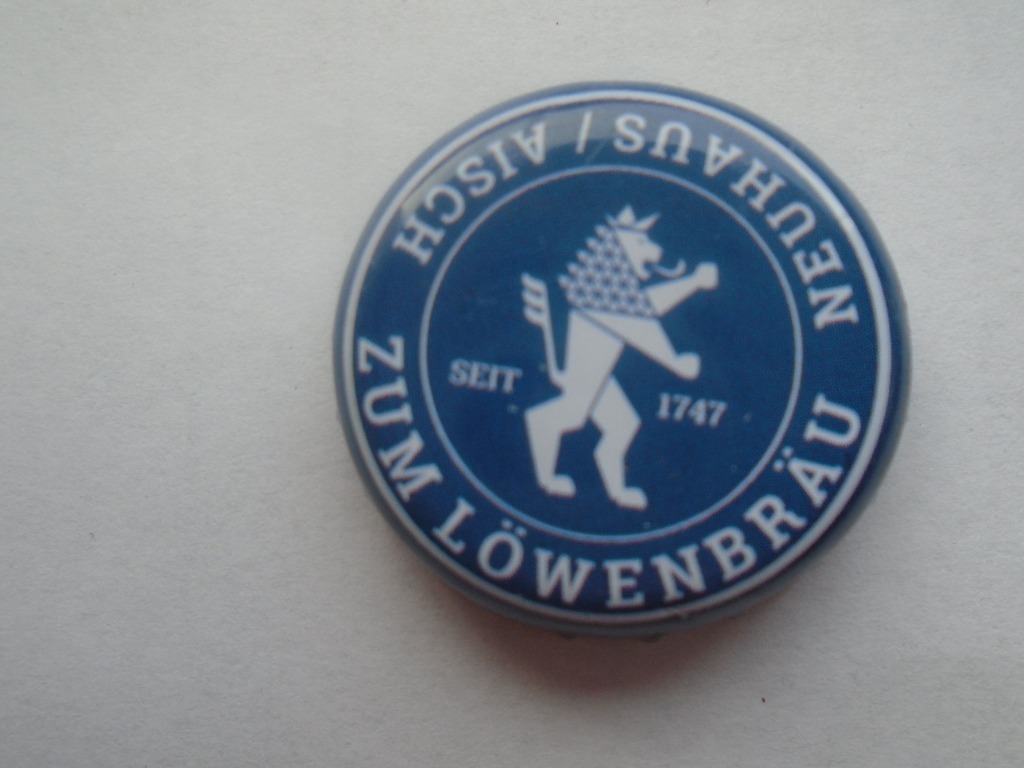 ZUM LÖWENBRÄU
NEUHAUS / AISCH
SEIT 1747